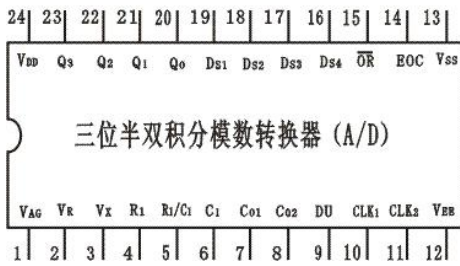 24 23 22 21 20 19 18 17 16 15 14 13
VDD Q3 Q2 Q1 Q0 DS1 DS2 DS3 DS4 OR EOC VSS
三位半双积分模数转换器(A/D)
VAG VR VX R1 R1/C1 C1 CO1 CO2 DU CLK1 CLK2 VEE
1 2 3 4 5 6 7 8 9 10 11 12